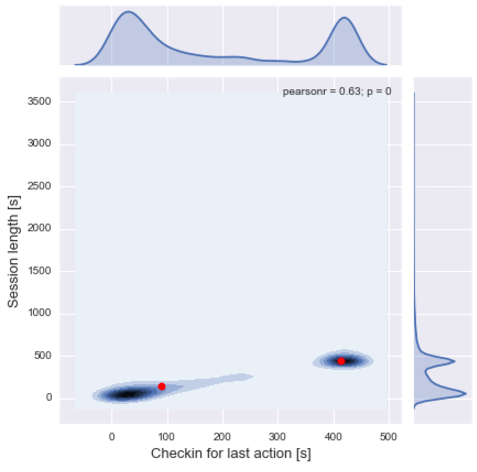 pearsonr = 0.63; p = 0
3500
3000
2500
2000
1500
1000
500
0
Session length [s]
0 100 200 300 400 500
Checkin for last action [s]